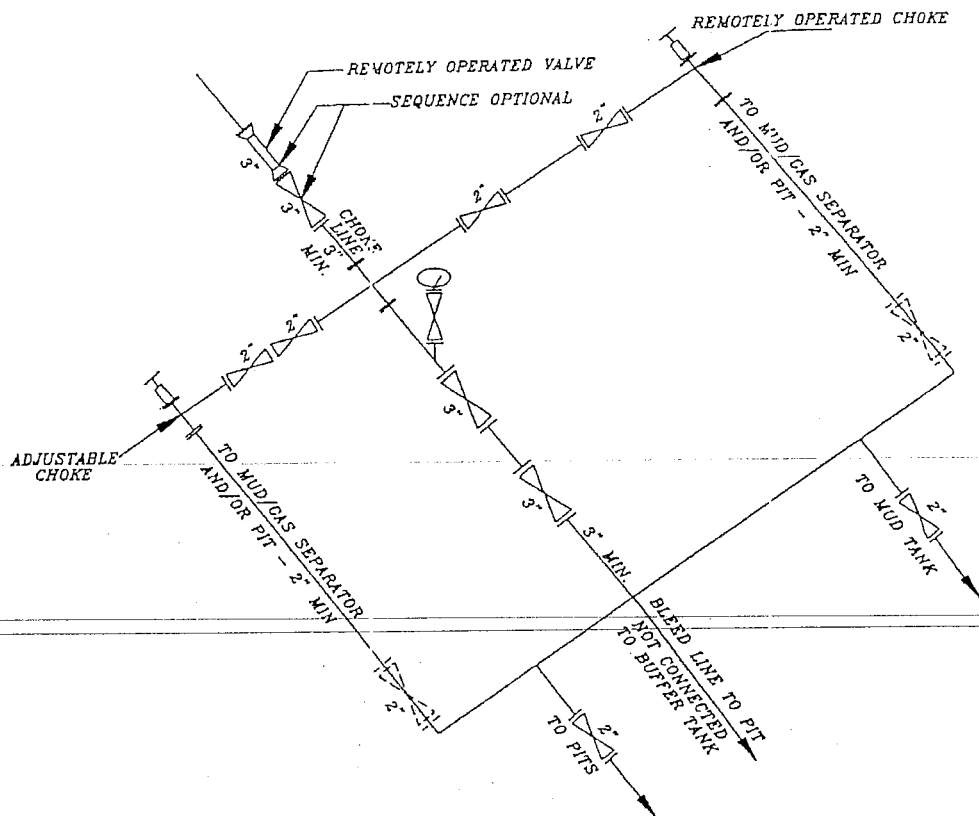 REMOTELY OPERATED CHOKE
REMOTELY OPERATED VALVE
SEQUENCE OPTIONAL
3"
3"
CHOKE
LINE
3"
MIN.
2"
2"
TO MUD/GAS SEPARATOR
AND/OR PIT - 2" MIN
2"
2"
2"
3"
3"
3" MIN.
ADJUSTABLE
CHOKE
TO MUD/GAS SEPARATOR
AND/OR PIT - 2" MIN
2"
2"
TO MUD TANK
BLEED LINE TO PIT
NOT CONNECTED
TO BUFFER TANK
2"
TO PITS